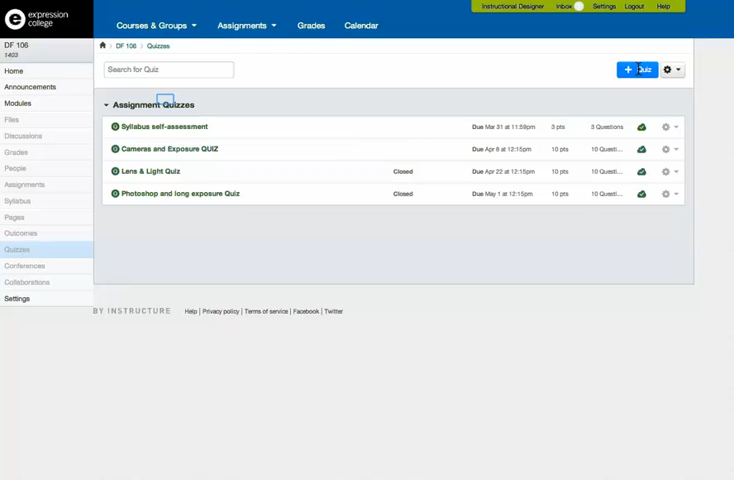 expression college
Courses & Groups
Assignments
Grades
Calendar
Instructional Designer
Inbox
Settings
Logout
Help
DF 106
1403
DF 106
Quizzes
Home
Announcements
Modules
Files
Discussions
Grades
People
Assignments
Syllabus
Pages
Outcomes
Quizzes
Conferences
Collaborations
Settings
Search for Quiz
+ Quiz
Assignment Quizzes
Syllabus self-assessment Due Mar 31 at 11:59pm 3 pts 3 Questions
Cameras and Exposure QUIZ Due Apr 8 at 12:15pm 10 pts 10 Questi...
Lens & Light Quiz Closed Due Apr 22 at 12:15pm 10 pts 10 Questi...
Photoshop and long exposure Quiz Closed Due May 1 at 12:15pm 10 pts 10 Questi...
BY INSTRUCTURE Help | Privacy policy | Terms of service | Facebook | Twitter